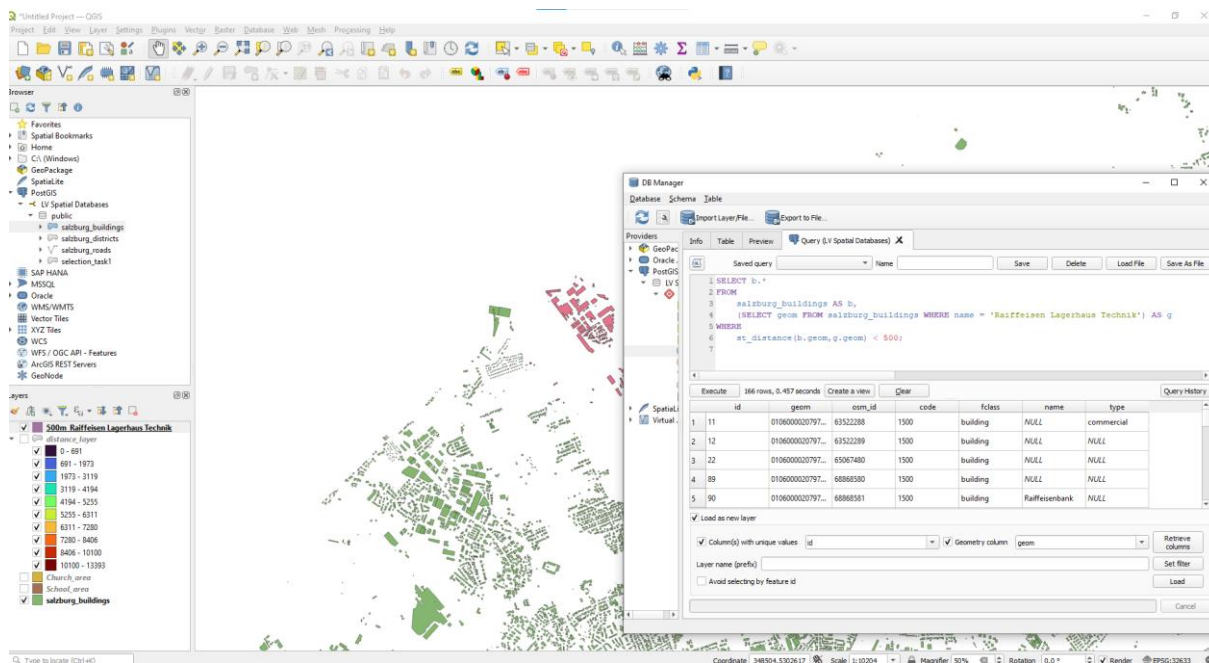 "Untitled Project — QGIS
Project Edit View Layer Settings Plugins Vector Raster Database Web Mesh Processing Help
Browser
Favorites
Spatial Bookmarks
Home
C:\ (Windows)
GeoPackage
SpatiaLite
PostGIS
LV Spatial Databases
public
salzburg_buildings
salzburg_districts
salzburg_roads
selection_task1
SAP HANA
MSSQL
Oracle
WMS/WMTS
Vector Tiles
XYZ Tiles
WCS
WFS / OGC API - Features
ArcGIS REST Servers
GeoNode
Layers
500m Raiffeisen Lagerhaus Technik
distance_layer
0 - 691
691 - 1973
1973 - 3119
3119 - 4194
4194 - 5255
5255 - 6311
6311 - 7280
7280 - 8406
8406 - 10100
10100 - 13393
Church_area
School_area
salzburg_buildings
DB Manager
Database Schema Table
Import Layer/File... Export to File...
Providers
GeoPac
Oracle
PostGIS
LV S
SpatiaLi
Virtual
Info Table Preview Query (LV Spatial Databases) X
Saved query Name Save Delete Load File Save As File
1 SELECT b.*
2 FROM
3 salzburg_buildings AS b,
4 (SELECT geom FROM salzburg_buildings WHERE name = 'Raiffeisen Lagerhaus Technik') AS g
5 WHERE
6 st_distance(b.geom,g.geom) < 500;
7
Execute 166 rows, 0.457 seconds Create a view Clear Query History
id geom osm_id code fclass name type
1 11 0106000020797... 63522288 1500 building NULL commercial
2 12 0106000020797... 63522289 1500 building NULL NULL
3 22 0106000020797... 65067480 1500 building NULL NULL
4 89 0106000020797... 68868580 1500 building NULL NULL
5 90 0106000020797... 68868581 1500 building Raiffeisenbank NULL
Load as new layer
Column(s) with unique values id Geometry column geom Retrieve columns
Layer name (prefix) Set filter
Avoid selecting by feature id Load
Cancel
Type to locate (Ctrl+K) Coordinate 348504,5302617 Scale 1:10204 Magnifier 50% Rotation 0,0 ° Render EPSG:32633